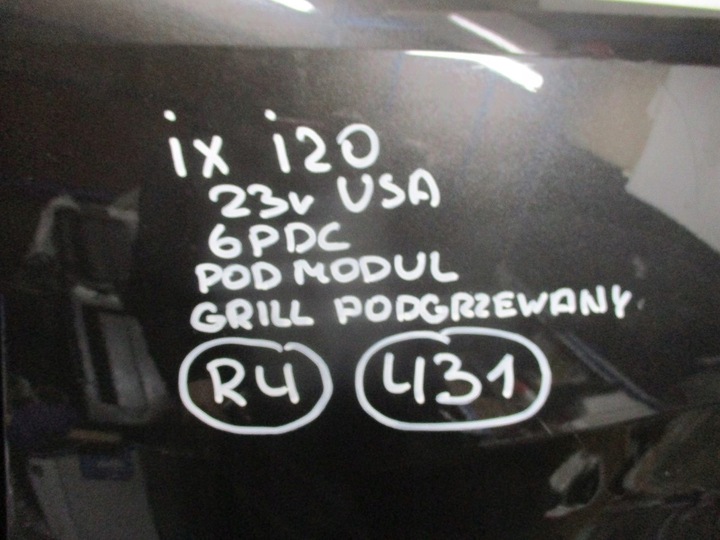 ix i20
23r USA
6PDC
POD MODUL
GRILL PODGRZEWANY
R4 431